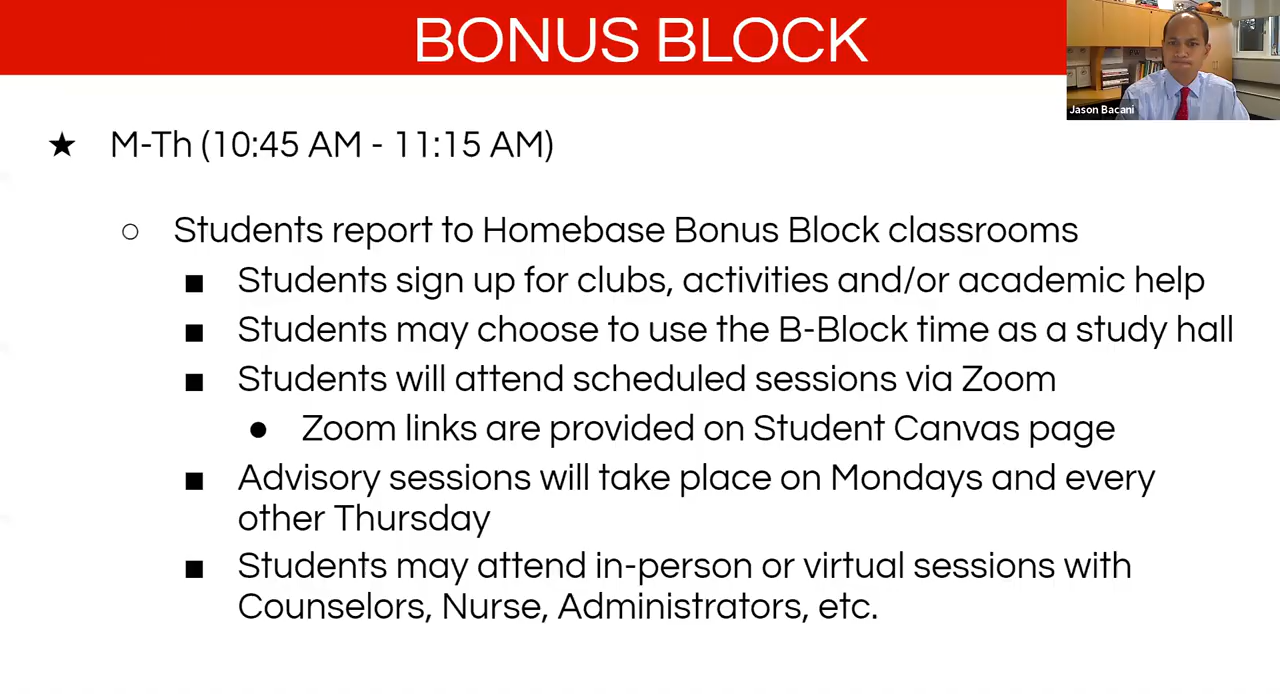 BONUS BLOCK
Jason Bacani
★ M-Th (10:45 AM - 11:15 AM)
○ Students report to Homebase Bonus Block classrooms
■ Students sign up for clubs, activities and/or academic help
■ Students may choose to use the B-Block time as a study hall
■ Students will attend scheduled sessions via Zoom
● Zoom links are provided on Student Canvas page
■ Advisory sessions will take place on Mondays and every
other Thursday
■ Students may attend in-person or virtual sessions with
Counselors, Nurse, Administrators, etc.